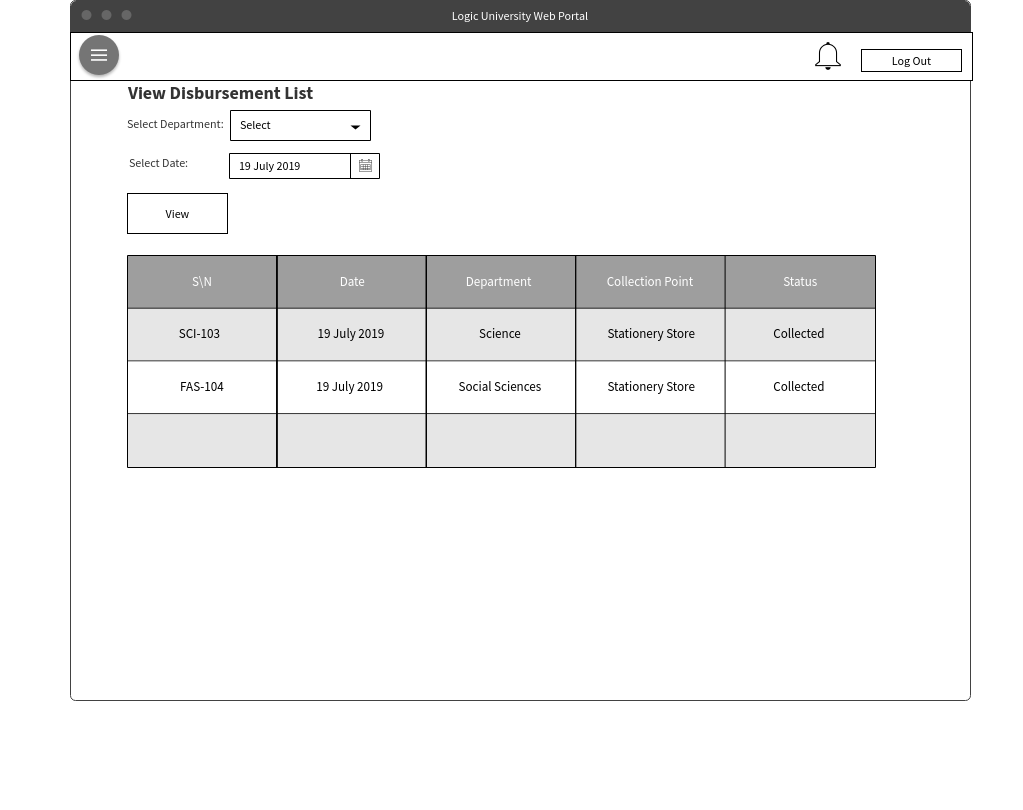 Logic University Web Portal
Log Out
View Disbursement List
Select Department: Select
Select Date: 19 July 2019
View
S\N Date Department Collection Point Status
SCI-103 19 July 2019 Science Stationery Store Collected
FAS-104 19 July 2019 Social Sciences Stationery Store Collected